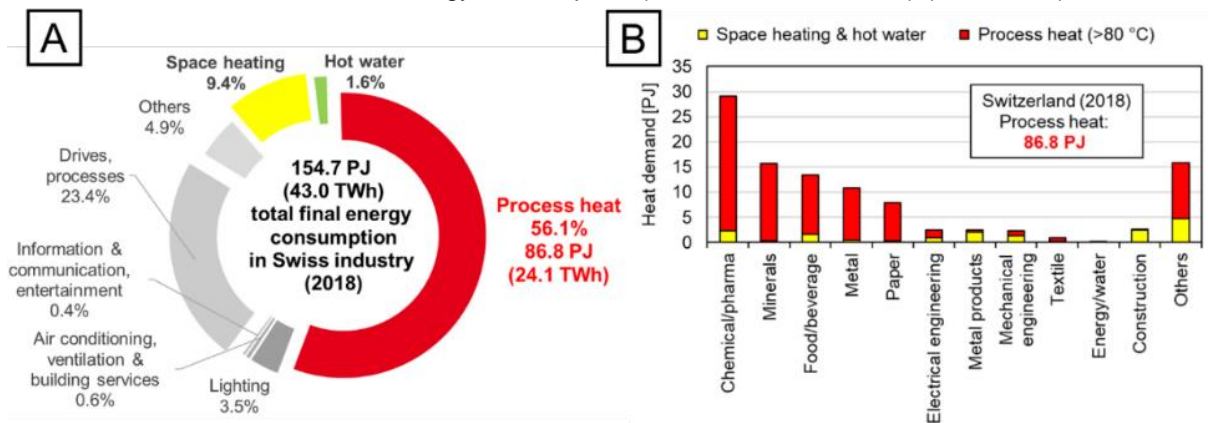 A
Space heating
9.4%
Hot water
1.6%
Others
4.9%
Drives,
processes
23.4%
Information &
communication,
entertainment
0.4%
Air conditioning,
ventilation &
building services
0.6%
Lighting
3.5%
154.7 PJ
(43.0 TWh)
total final energy
consumption
in Swiss industry
(2018)
Process heat
56.1%
86.8 PJ
(24.1 TWh)
B
Space heating & hot water
Process heat (>80 °C)
Heat demand [PJ]
35
30
25
20
15
10
5
0
Switzerland (2018)
Process heat:
86.8 PJ
Chemical/pharma
Minerals
Food/beverage
Metal
Paper
Electrical engineering
Metal products
Mechanical
engineering
Textile
Energy/water
Construction
Others